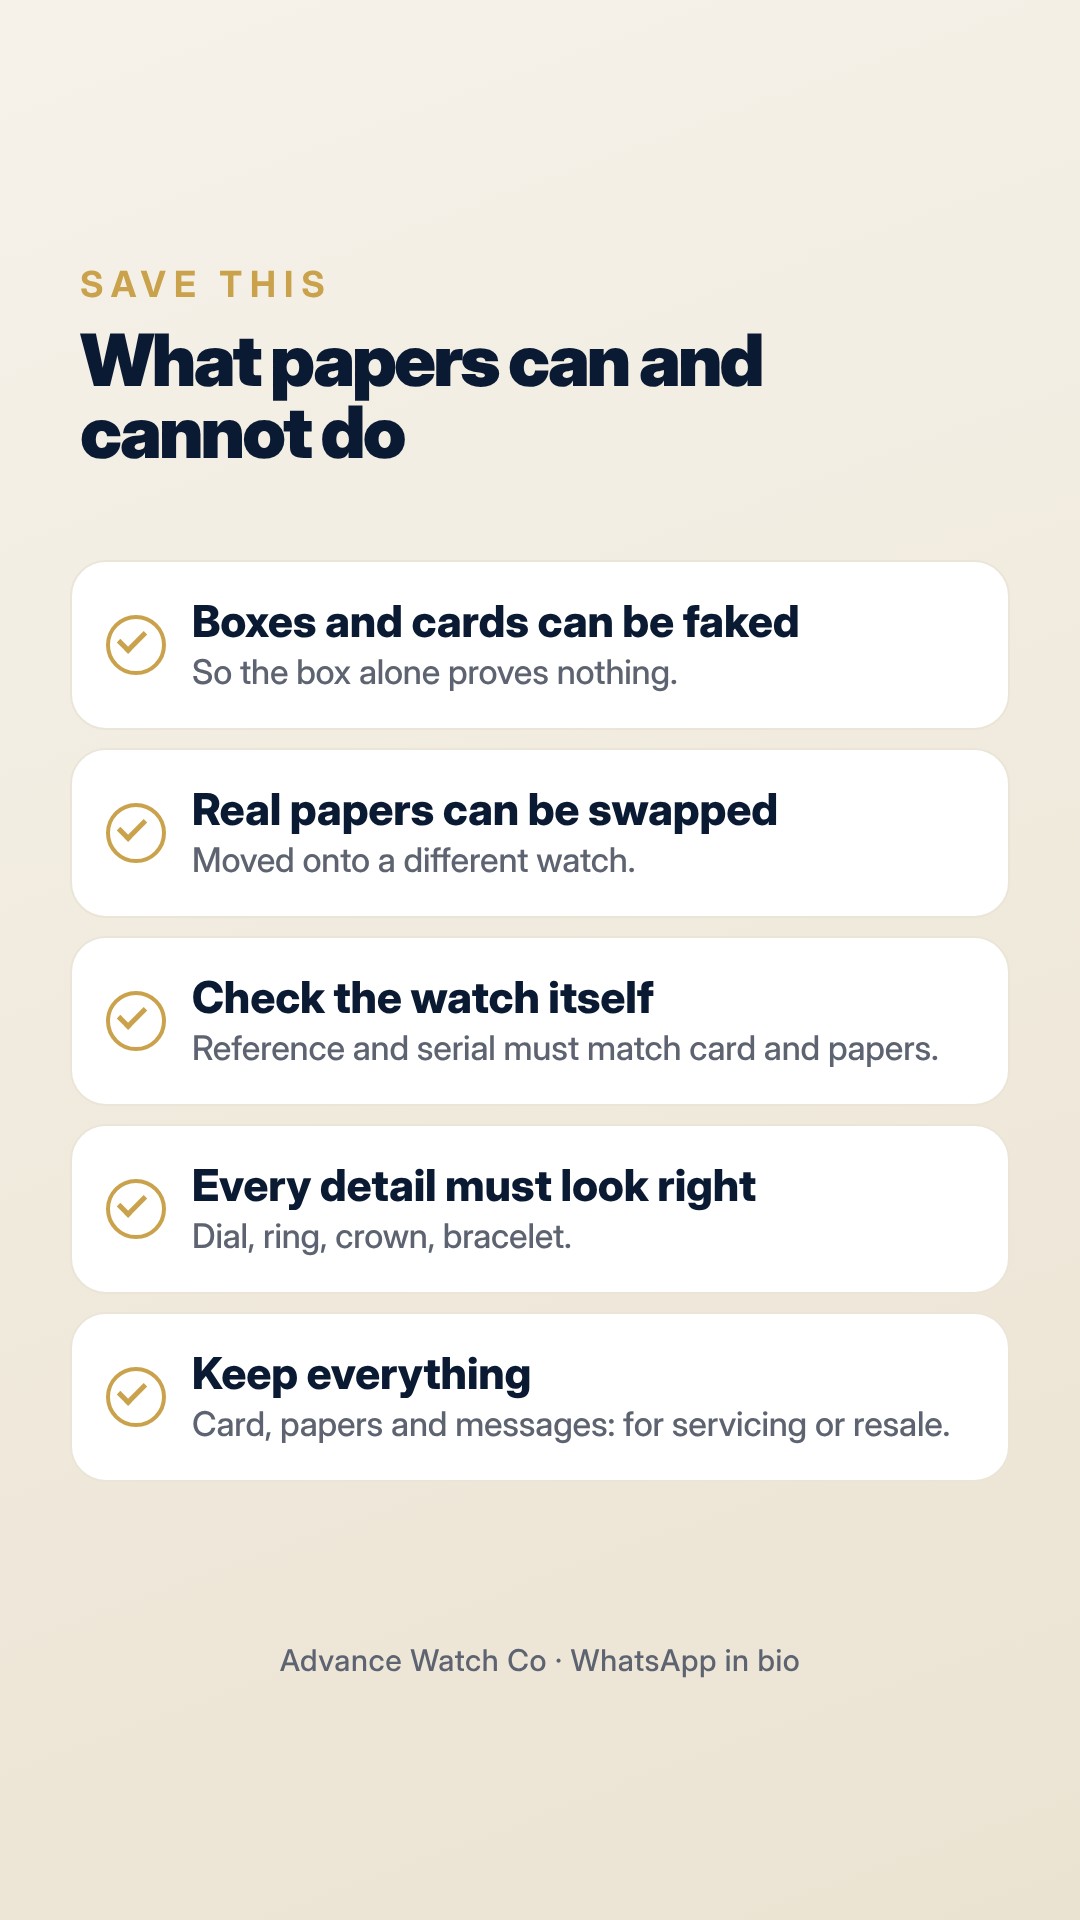 SAVE THIS
What papers can and
cannot do
Boxes and cards can be faked
So the box alone proves nothing.
Real papers can be swapped
Moved onto a different watch.
Check the watch itself
Reference and serial must match card and papers.
Every detail must look right
Dial, ring, crown, bracelet.
Keep everything
Card, papers and messages: for servicing or resale.
Advance Watch Co · WhatsApp in bio